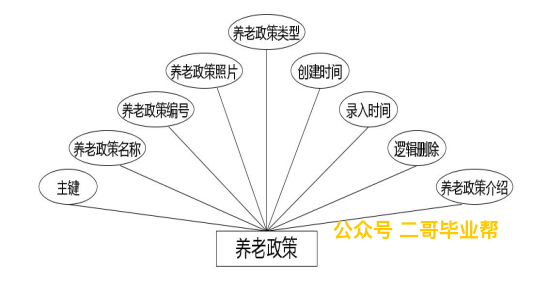 养老政策类型
养老政策照片
创建时间
养老政策编号
录入时间
养老政策名称
逻辑删除
主键
养老政策介绍
公众号 二哥毕业帮
养老政策